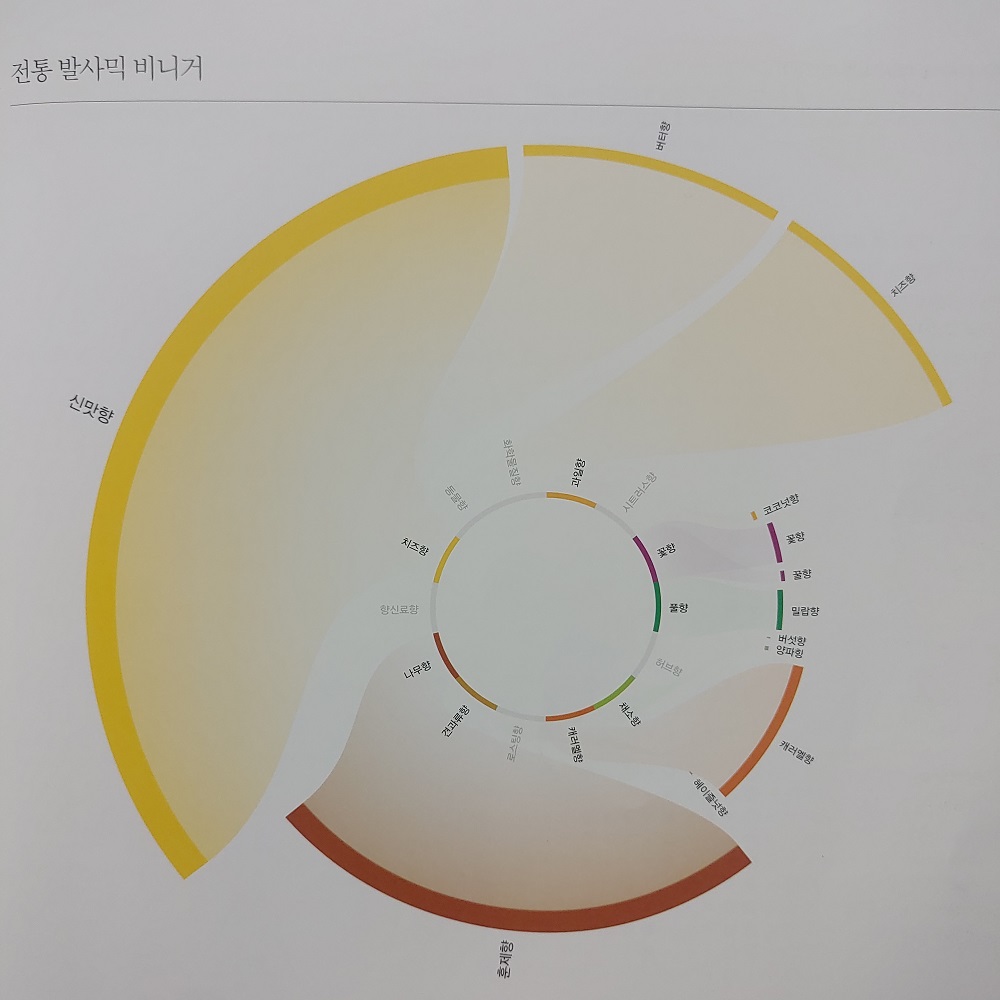 전통 발사믹 비니거
버터향
치즈향
코코넛향
꽃향
꿀향
밀랍향
버섯향
양파향
캐러멜향
헤이즐넛향
훈제향
신맛향
과일향
시트러스향
꽃향
풀향
허브향
채소향
캐러멜향
로스팅향
견과류향
나무향
향신료향
치즈향
동물향
화학물질향